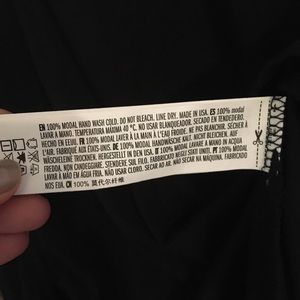 EN 100% MODAL HAND WASH COLD. DO NOT BLEACH. LINE DRY. MADE IN USA. ES 100% modal
LAVAR A MANO. TEMPERATURA MAXIMA 40 °C. NO USAR BLANQUEADOR. SECADO EN TENDEDERO.
HECHO EN EEUU. FR 100% MODAL LAVER À LA MAIN À L'EAU FROIDE. NE PAS BLANCHIR. SÉCHER À
L'AIR. FABRIQUÉ AUX ÉTATS-UNIS. DE 100% MODAL HANDWÄSCHE KALT. NICHT BLEICHEN. AUF
WÄSCHELEINE TROCKNEN. HERGESTELLT IN DEN USA. IT 100% MODAL LAVARE A MANO IN ACQUA
FREDDA. NON CANDEGGIARE. STENDERE SUL FILO. FABBRICATO NEGLI STATI UNITI. PT 100% MODAL
LAVAR À MÃO EM ÁGUA FRIA. NÃO USAR CLORO. SECAR AO AR. NÃO SECAR NA MÁQUINA. FABRICADO
NOS EUA. CH 100% 莫代尔纤维